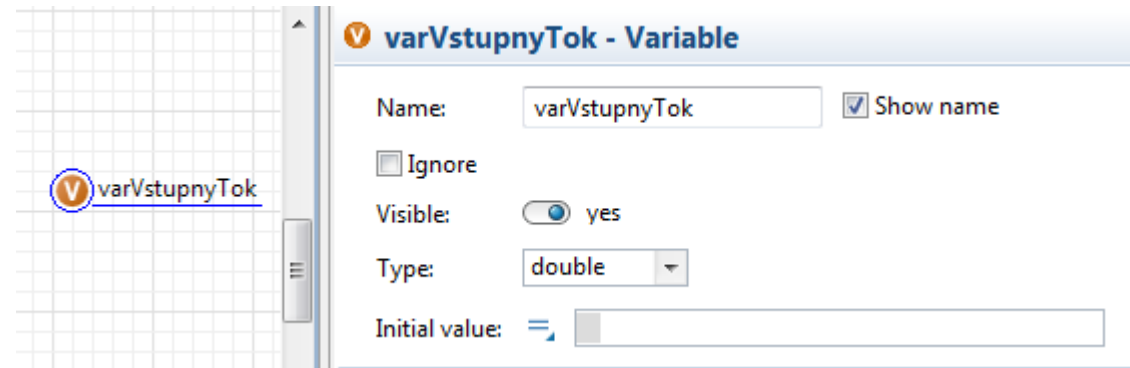 V varVstupnyTok - Variable
Name: varVstupnyTok Show name
Ignore
V varVstupnyTok
Visible: yes
Type: double
Initial value: